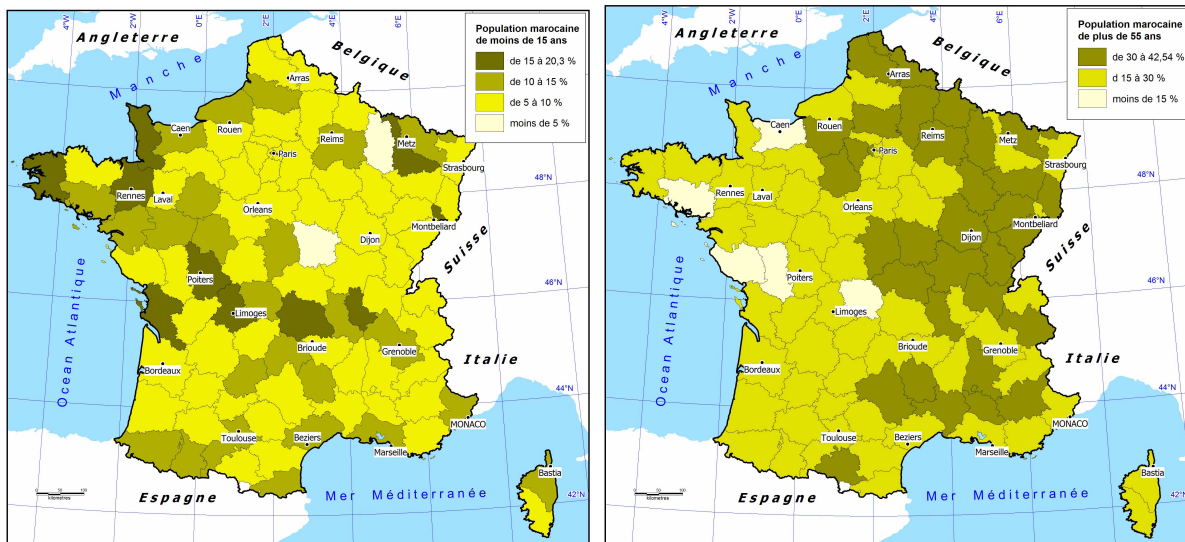 4°W
2°W
0°E
2°E
4°E
6°E
Population marocaine
de moins de 15 ans
de 15 à 20,3 %
de 10 à 15 %
de 5 à 10 %
moins de 5 %
Angleterre
Belgique
Manche
Arras
Caen
Rouen
Reims
Metz
Paris
Strasbourg
48°N
Rennes
Laval
Orleans
Montbeliard
Dijon
Suisse
Poitiers
46°N
Ocean Atlantique
Limoges
Brioude
Grenoble
Italie
Bordeaux
44°N
MONACO
Toulouse
Beziers
Marseille
Bastia
Espagne
Mer Méditerranée
42°N
kilometres
4°W
2°W
0°E
2°E
4°E
6°E
Population marocaine
de plus de 55 ans
de 30 à 42,54 %
d 15 à 30 %
moins de 15 %
Angleterre
Belgique
Manche
Arras
Caen
Rouen
Reims
Metz
Paris
Strasbourg
48°N
Rennes
Laval
Orleans
Montbeliard
Dijon
Suisse
Poitiers
46°N
Ocean Atlantique
Limoges
Brioude
Grenoble
Italie
Bordeaux
44°N
MONACO
Toulouse
Beziers
Marseille
Bastia
Espagne
Mer Méditerranée
42°N
kilometres